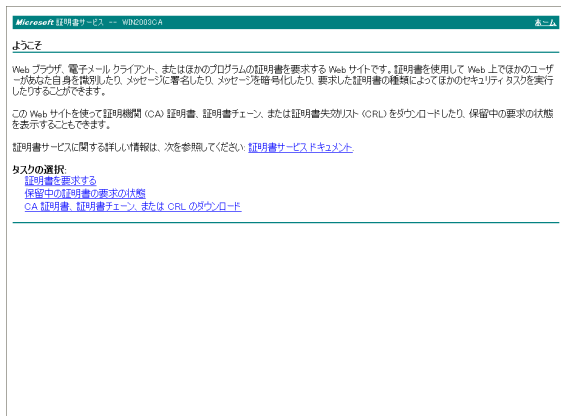 Microsoft 証明書サービス -- WIN2003CA ホーム
ようこそ
Web ブラウザ、電子メール クライアント、またはほかのプログラムの証明書を要求する Web サイトです。証明書を使用して Web 上でほかのユーザ
ーがあなた自身を識別したり、メッセージに署名したり、メッセージを暗号化したり、要求した証明書の種類によってほかのセキュリティ タスクを実行
したりすることができます。
この Web サイトを使って証明機関 (CA) 証明書、証明書チェーン、または証明書失効リスト (CRL) をダウンロードしたり、保留中の要求の状態
を表示することもできます。
証明書サービスに関する詳しい情報は、次を参照してください: 証明書サービス ドキュメント.
タスクの選択:
証明書を要求する
保留中の証明書の要求の状態
CA 証明書、証明書チェーン、または CRL のダウンロード